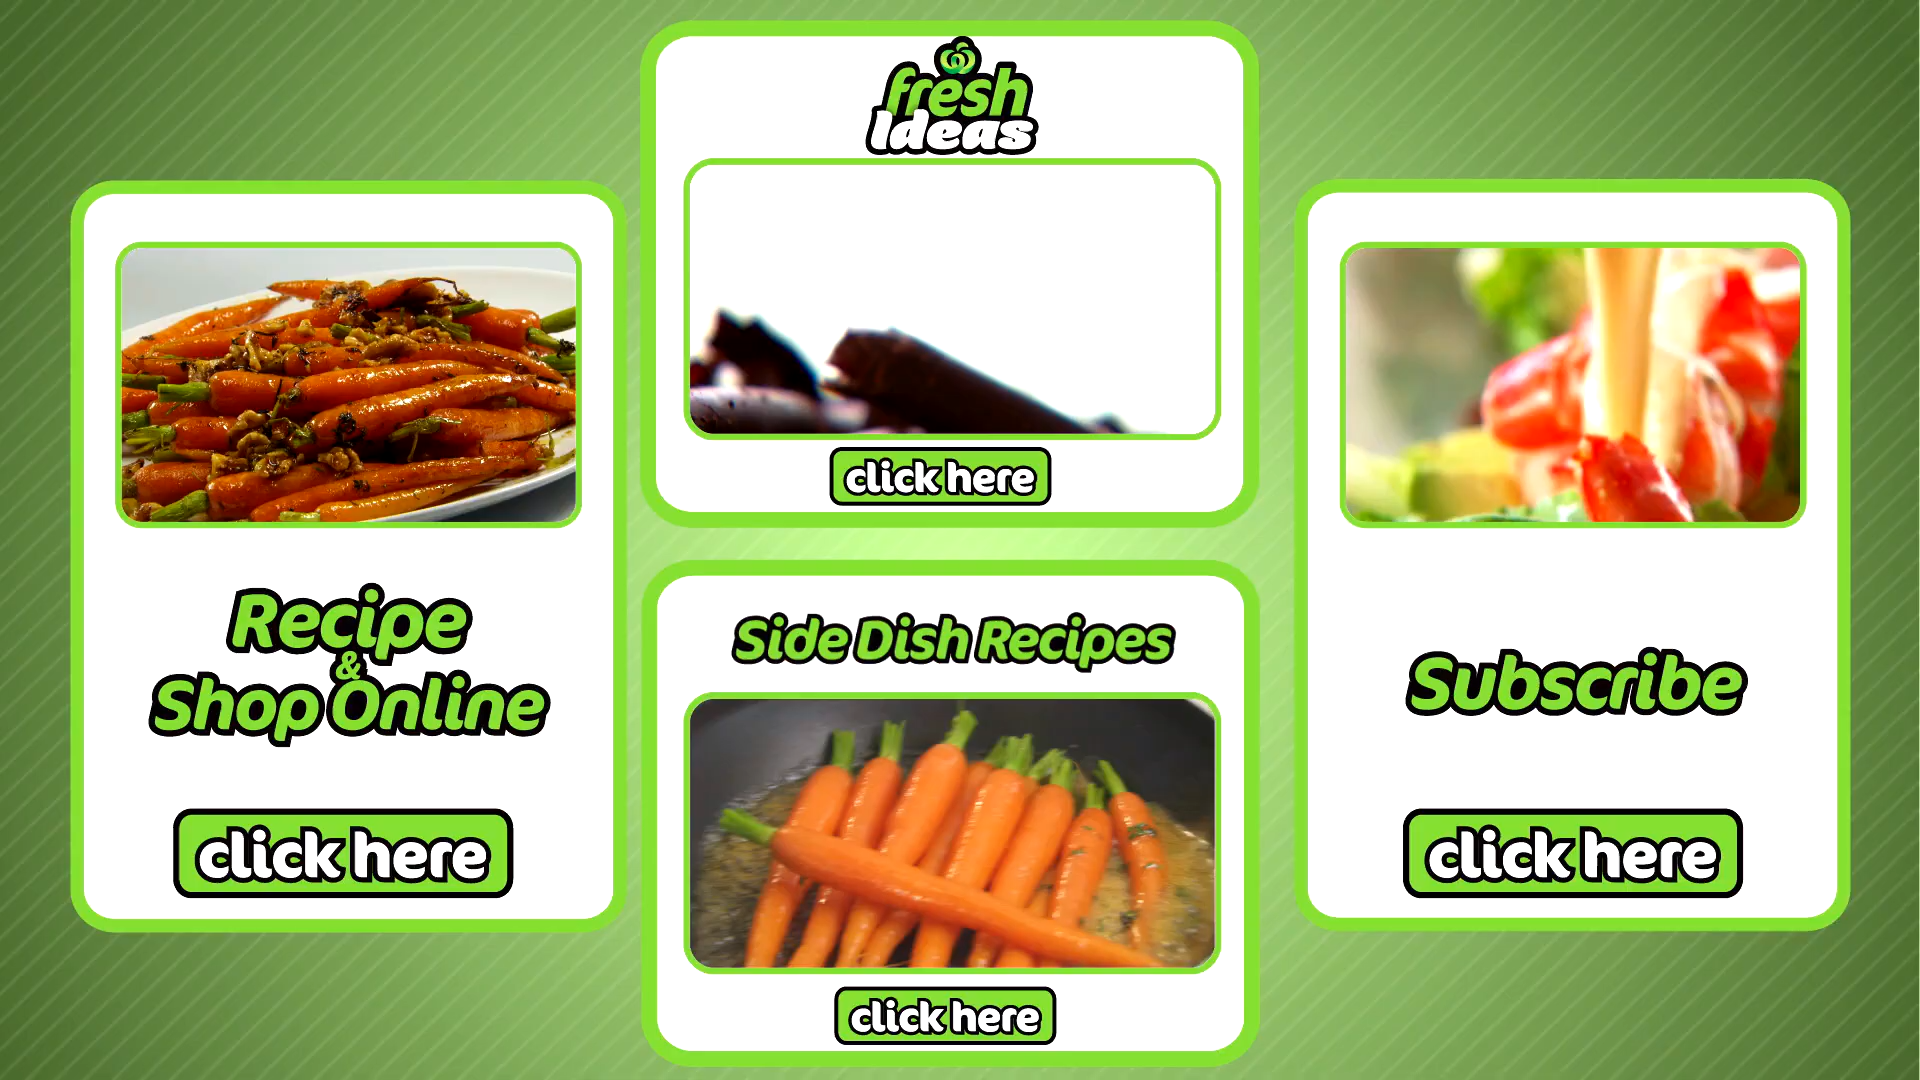 fresh
Ideas
click here
Recipe
&
Shop Online
click here
Side Dish Recipes
click here
Subscribe
click here